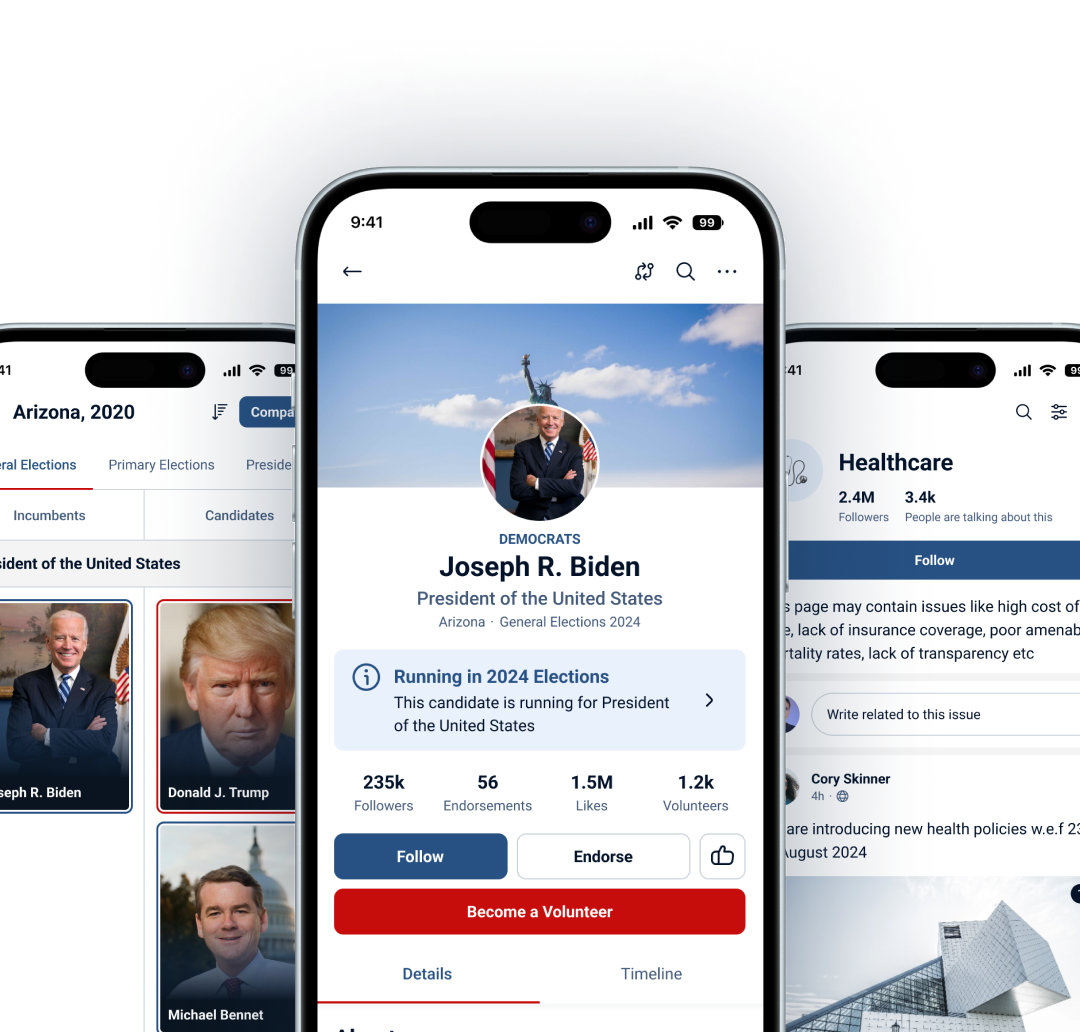 41
Arizona, 2020
Compa
ral Elections
Primary Elections
Preside
Incumbents
Candidates
sident of the United States
seph R. Biden
Donald J. Trump
Michael Bennet
9:41
99
DEMOCRATS
Joseph R. Biden
President of the United States
Arizona · General Elections 2024
Running in 2024 Elections
This candidate is running for President
of the United States
235k
56
1.5M
1.2k
Followers
Endorsements
Likes
Volunteers
Follow
Endorse
Become a Volunteer
Details
Timeline
:41
99
Healthcare
2.4M
3.4k
Followers
People are talking about this
Follow
s page may contain issues like high cost of
e, lack of insurance coverage, poor amenab
rtality rates, lack of transparency etc
Write related to this issue
Cory Skinner
4h ·
are introducing new health policies w.e.f 23
August 2024